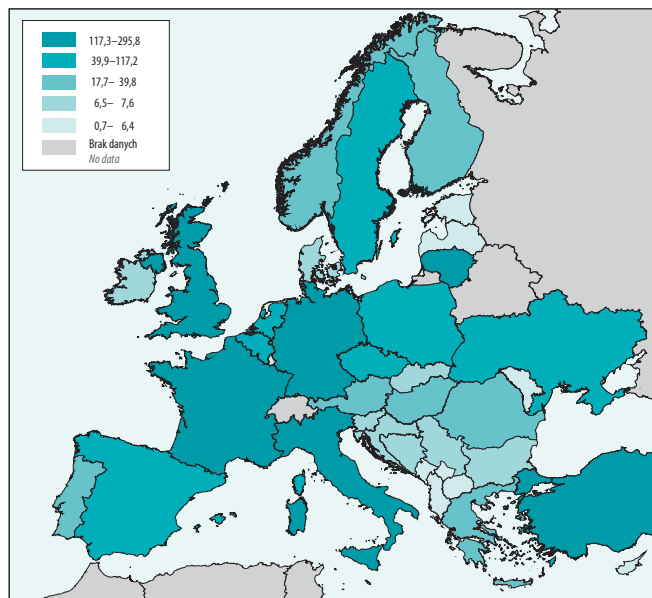 117,3–295,8
39,9–117,2
17,7– 39,8
6,5– 7,6
0,7– 6,4
Brak danych
No data